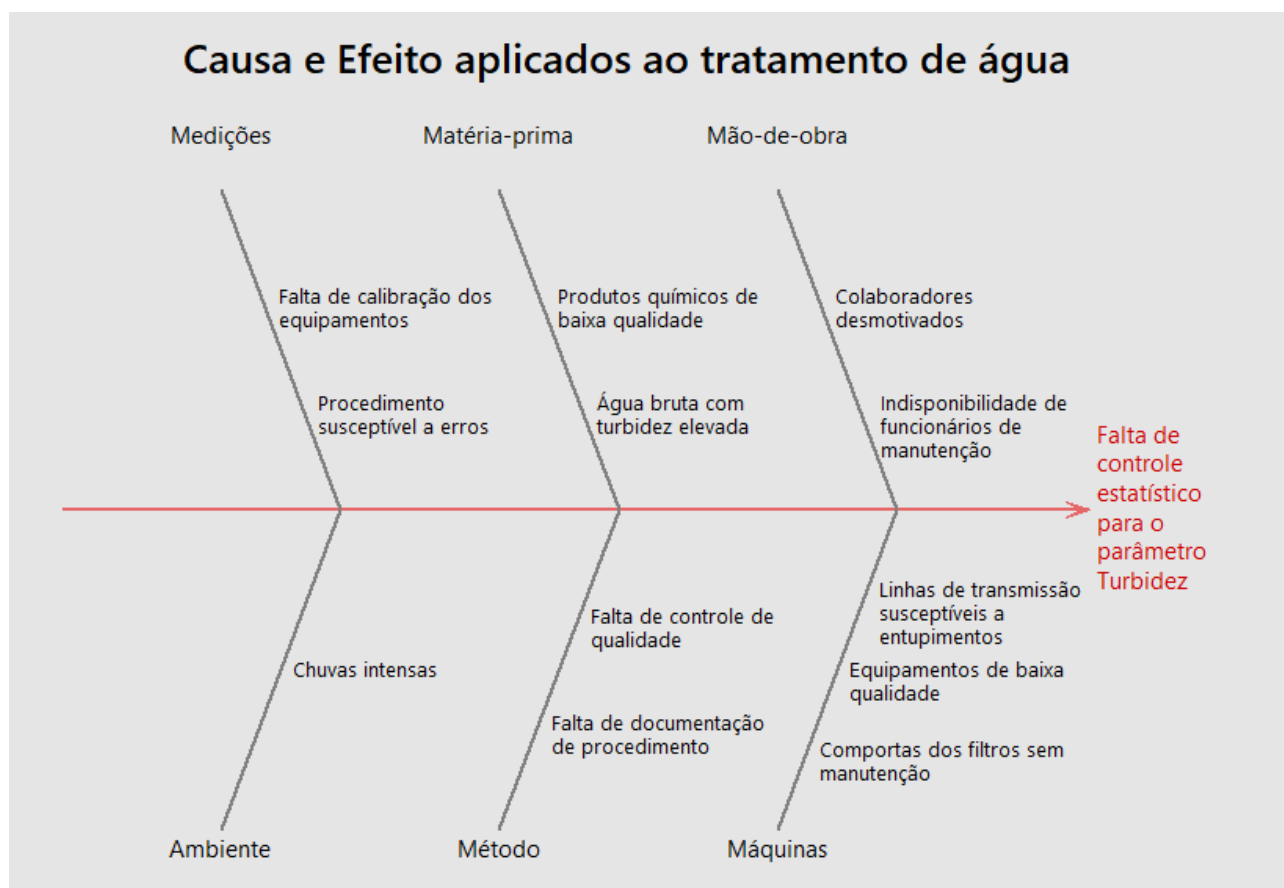 Causa e Efeito aplicados ao tratamento de água
Medições
Matéria-prima
Mão-de-obra
Falta de calibração dos
equipamentos
Procedimento
susceptível a erros
Produtos químicos de
baixa qualidade
Água bruta com
turbidez elevada
Colaboradores
desmotivados
Indisponibilidade de
funcionários de
manutenção
Falta de
controle
estatístico
para o
parâmetro
Turbidez
Chuvas intensas
Falta de controle de
qualidade
Falta de documentação
de procedimento
Linhas de transmissão
susceptíveis a
entupimentos
Equipamentos de baixa
qualidade
Comportas dos filtros sem
manutenção
Ambiente
Método
Máquinas